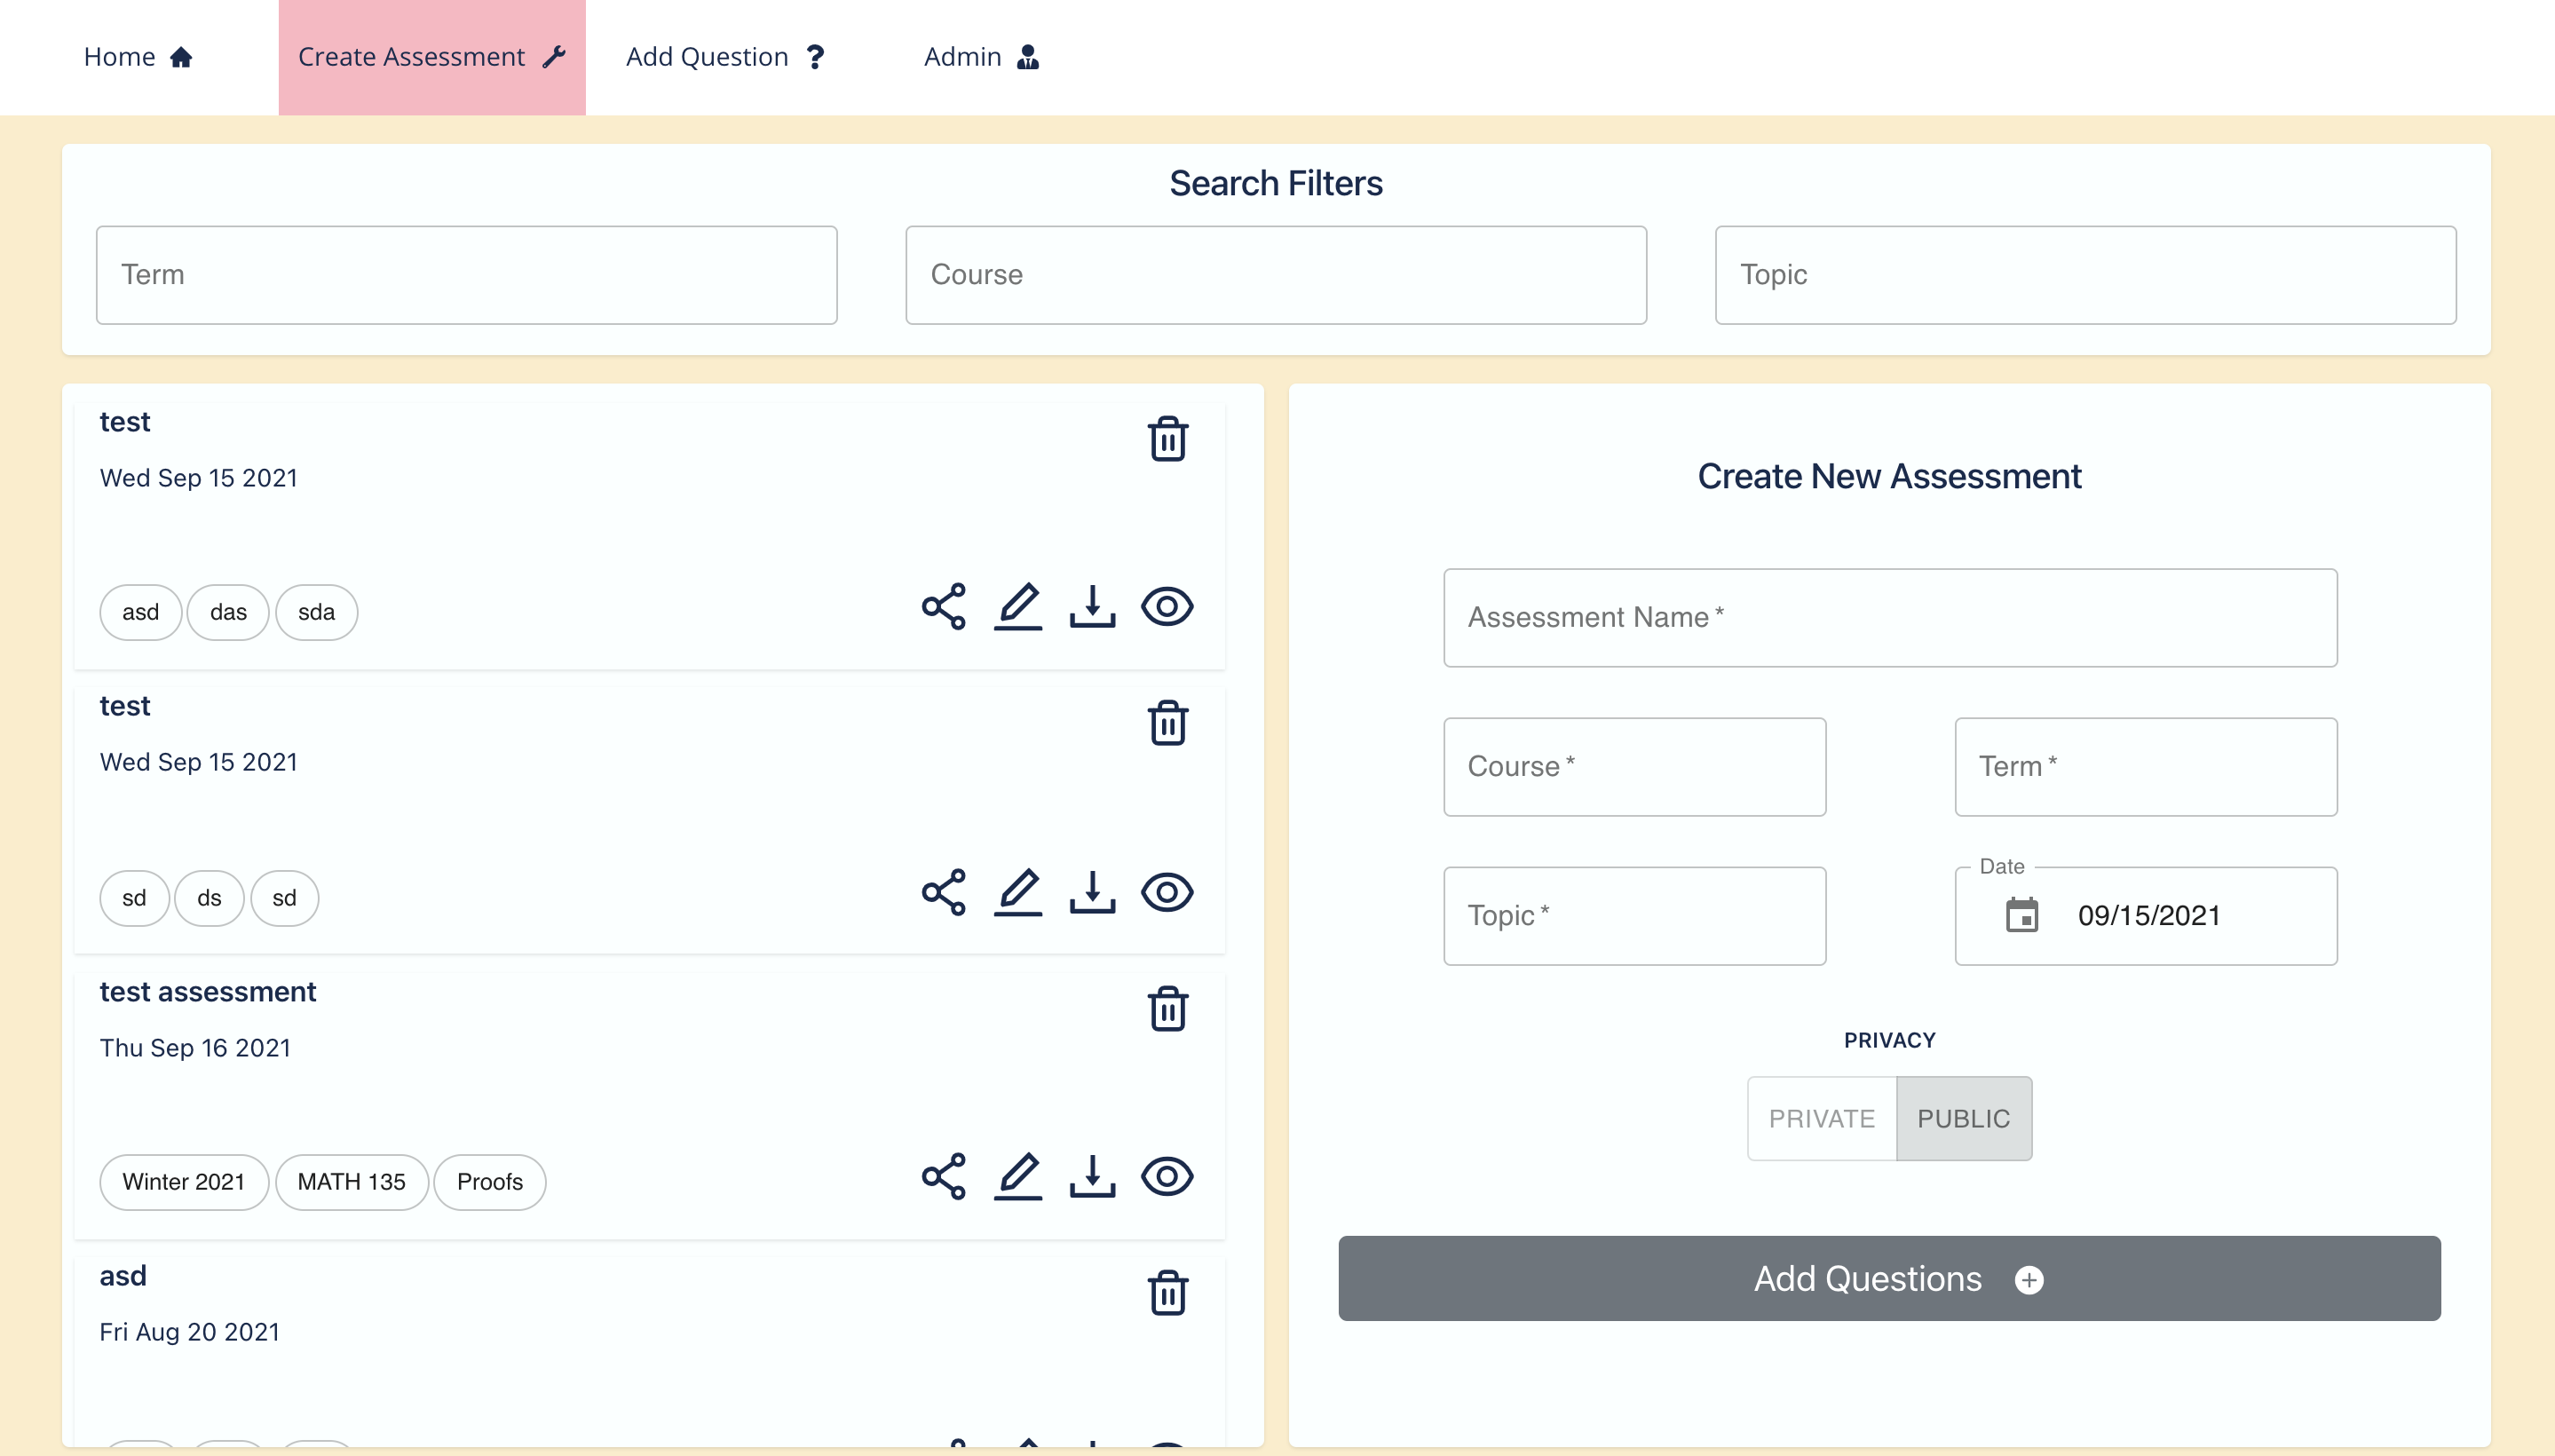 Home
Create Assessment
Add Question
Admin
Search Filters
Term
Course
Topic
test
Wed Sep 15 2021
asd das sda
test
Wed Sep 15 2021
sd ds sd
test assessment
Thu Sep 16 2021
Winter 2021 MATH 135 Proofs
asd
Fri Aug 20 2021
Create New Assessment
Assessment Name *
Course *
Term *
Topic *
Date
09/15/2021
PRIVACY
PRIVATE PUBLIC
Add Questions